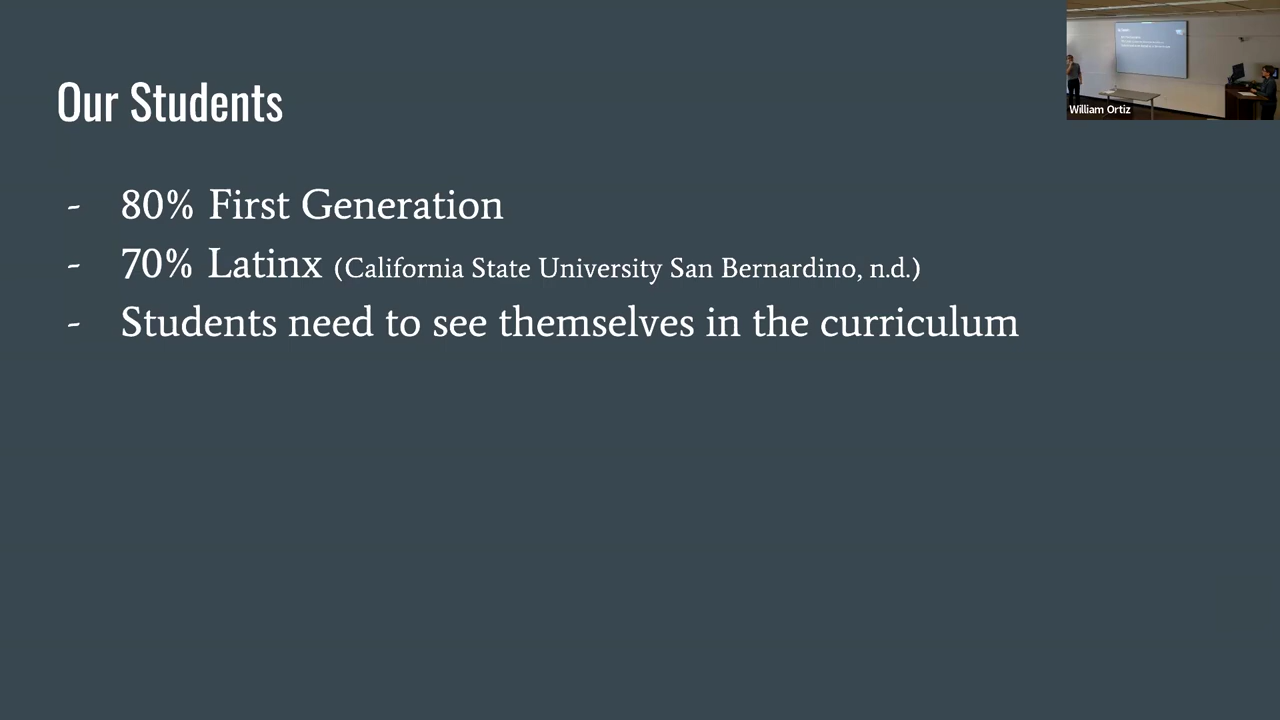 Our Students
- 80% First Generation
- 70% Latinx (California State University San Bernardino, n.d.)
- Students need to see themselves in the curriculum
William Ortiz